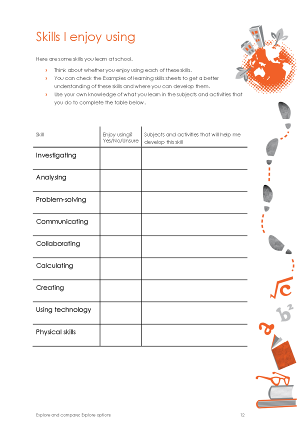 Skills I enjoy using
Here are some skills you learn at school.
Think about whether you enjoy using each of these skills.
You can check the Examples of learning skills sheets to get a better
understanding of these skills and where you can develop them.
Use your own knowledge of what you learn in the subjects and activities that
you do to complete the table below.
Skill
Enjoy using?
Yes/no/unsure
Subjects and activities that will help me
develop this skill
Investigating
Analysing
Problem-solving
Communicating
Collaborating
Calculating
Creating
Using technology
Physical skills
√c
b²
a
Explore and compare: Explore options
12